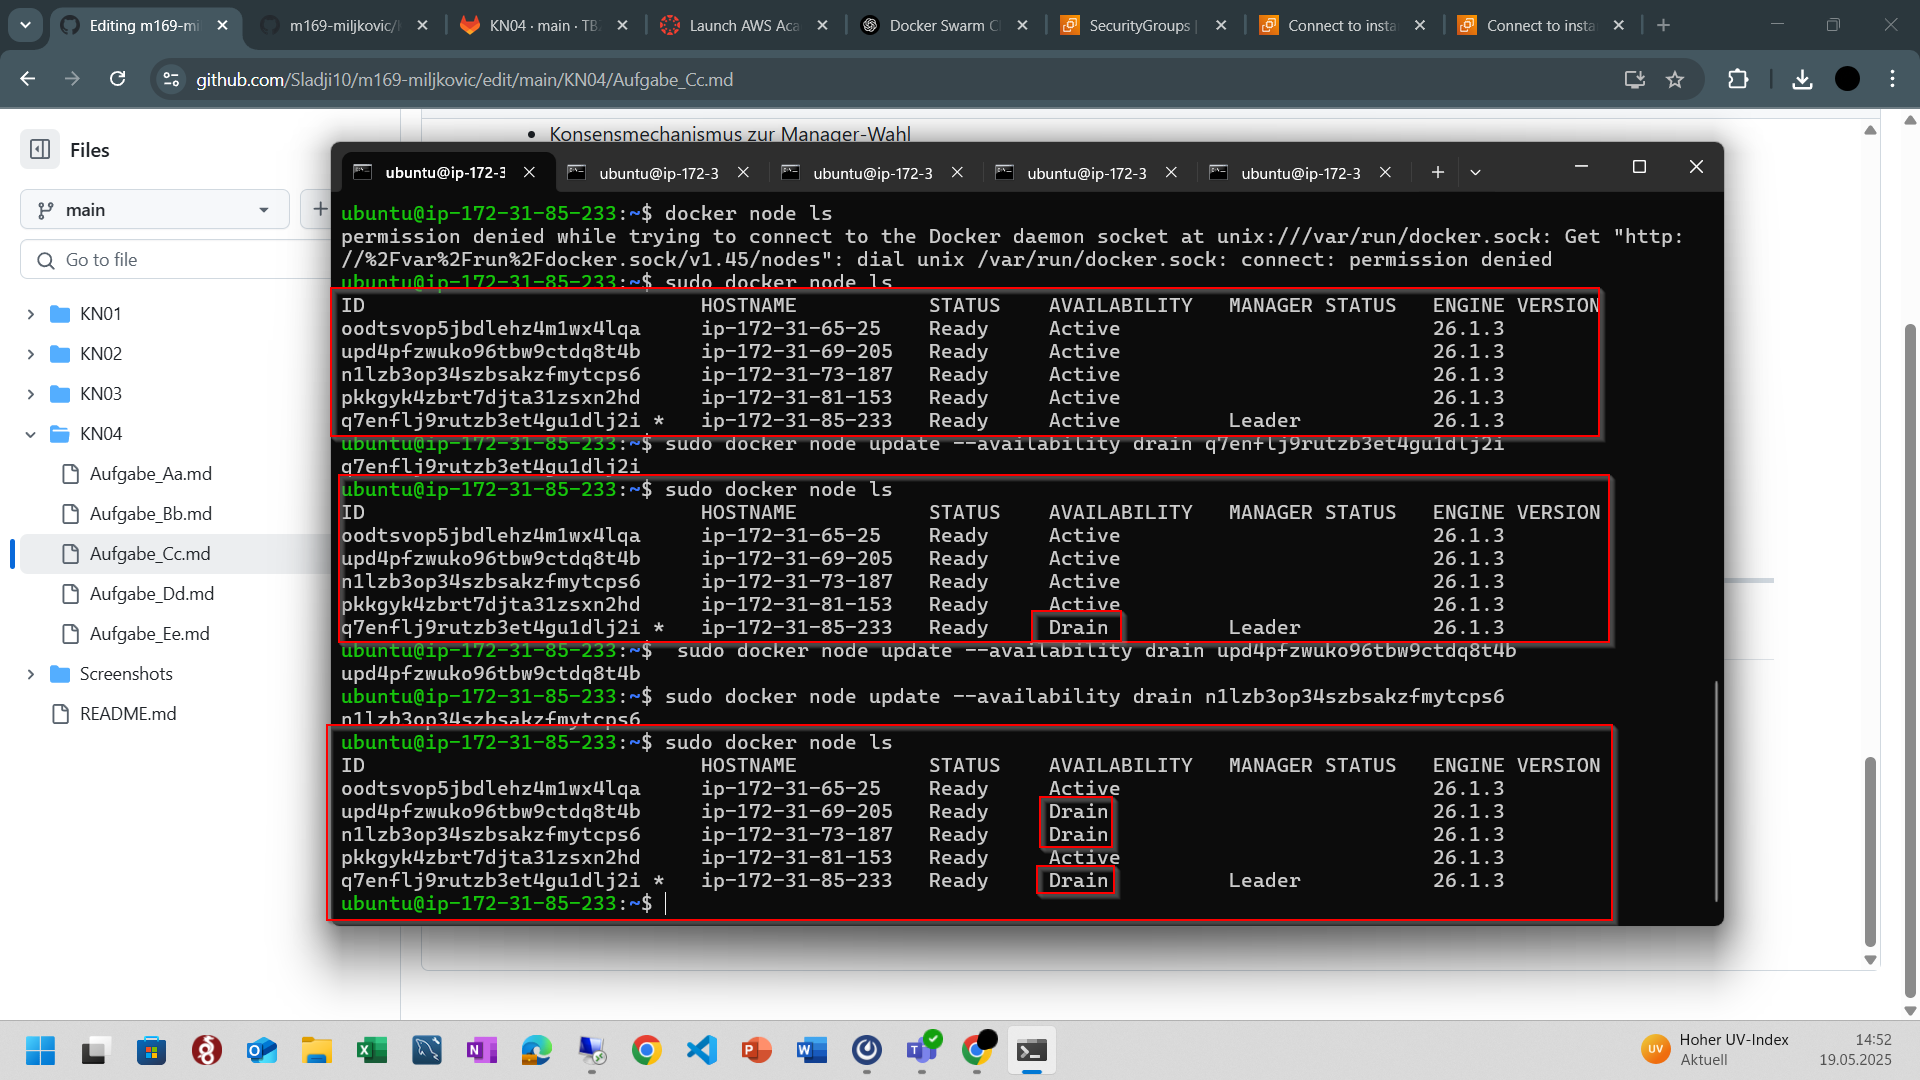 Editing m169-mi
m169-miljkovic/
KN04 · main · TB
Launch AWS Aca
Docker Swarm C
SecurityGroups |
Connect to insta
Connect to insta
github.com/Sladji10/m169-miljkovic/edit/main/KN04/Aufgabe_Cc.md
Files
main
Go to file
KN01
KN02
KN03
KN04
Aufgabe_Aa.md
Aufgabe_Bb.md
Aufgabe_Cc.md
Aufgabe_Dd.md
Aufgabe_Ee.md
Screenshots
README.md
• Konsensmechanismus zur Manager-Wahl
ubuntu@ip-172-3
ubuntu@ip-172-3
ubuntu@ip-172-3
ubuntu@ip-172-3
ubuntu@ip-172-3
ubuntu@ip-172-31-85-233:~$ docker node ls
permission denied while trying to connect to the Docker daemon socket at unix:///var/run/docker.sock: Get "http:
//%2Fvar%2Frun%2Fdocker.sock/v1.45/nodes": dial unix /var/run/docker.sock: connect: permission denied
ubuntu@ip-172-31-85-233:~$ sudo docker node ls
ID HOSTNAME STATUS AVAILABILITY MANAGER STATUS ENGINE VERSION
oodtsvop5jbdlehz4m1wx4lqa ip-172-31-65-25 Ready Active 26.1.3
upd4pfzwuko96tbw9ctdq8t4b ip-172-31-69-205 Ready Active 26.1.3
n1lzb3op34szbsakzfmytcps6 ip-172-31-73-187 Ready Active 26.1.3
pkkgyk4zbrt7djta31zsxn2hd ip-172-31-81-153 Ready Active 26.1.3
q7enflj9rutzb3et4gu1dlj2i * ip-172-31-85-233 Ready Active Leader 26.1.3
ubuntu@ip-172-31-85-233:~$ sudo docker node update --availability drain q7enflj9rutzb3et4gu1dlj2i
q7enflj9rutzb3et4gu1dlj2i
ubuntu@ip-172-31-85-233:~$ sudo docker node ls
ID HOSTNAME STATUS AVAILABILITY MANAGER STATUS ENGINE VERSION
oodtsvop5jbdlehz4m1wx4lqa ip-172-31-65-25 Ready Active 26.1.3
upd4pfzwuko96tbw9ctdq8t4b ip-172-31-69-205 Ready Active 26.1.3
n1lzb3op34szbsakzfmytcps6 ip-172-31-73-187 Ready Active 26.1.3
pkkgyk4zbrt7djta31zsxn2hd ip-172-31-81-153 Ready Active 26.1.3
q7enflj9rutzb3et4gu1dlj2i * ip-172-31-85-233 Ready Drain Leader 26.1.3
ubuntu@ip-172-31-85-233:~$  sudo docker node update --availability drain upd4pfzwuko96tbw9ctdq8t4b
upd4pfzwuko96tbw9ctdq8t4b
ubuntu@ip-172-31-85-233:~$ sudo docker node update --availability drain n1lzb3op34szbsakzfmytcps6
n1lzb3op34szbsakzfmytcps6
ubuntu@ip-172-31-85-233:~$ sudo docker node ls
ID HOSTNAME STATUS AVAILABILITY MANAGER STATUS ENGINE VERSION
oodtsvop5jbdlehz4m1wx4lqa ip-172-31-65-25 Ready Active 26.1.3
upd4pfzwuko96tbw9ctdq8t4b ip-172-31-69-205 Ready Drain 26.1.3
n1lzb3op34szbsakzfmytcps6 ip-172-31-73-187 Ready Drain 26.1.3
pkkgyk4zbrt7djta31zsxn2hd ip-172-31-81-153 Ready Active 26.1.3
q7enflj9rutzb3et4gu1dlj2i * ip-172-31-85-233 Ready Drain Leader 26.1.3
ubuntu@ip-172-31-85-233:~$
UV
Hoher UV-Index
Aktuell
14:52
19.05.2025